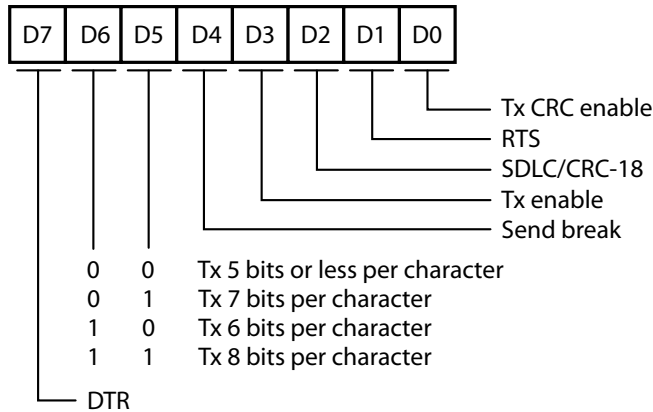 D7 D6 D5 D4 D3 D2 D1 D0
Tx CRC enable
RTS
SDLC/CRC-18
Tx enable
Send break
0 0 Tx 5 bits or less per character
0 1 Tx 7 bits per character
1 0 Tx 6 bits per character
1 1 Tx 8 bits per character
DTR